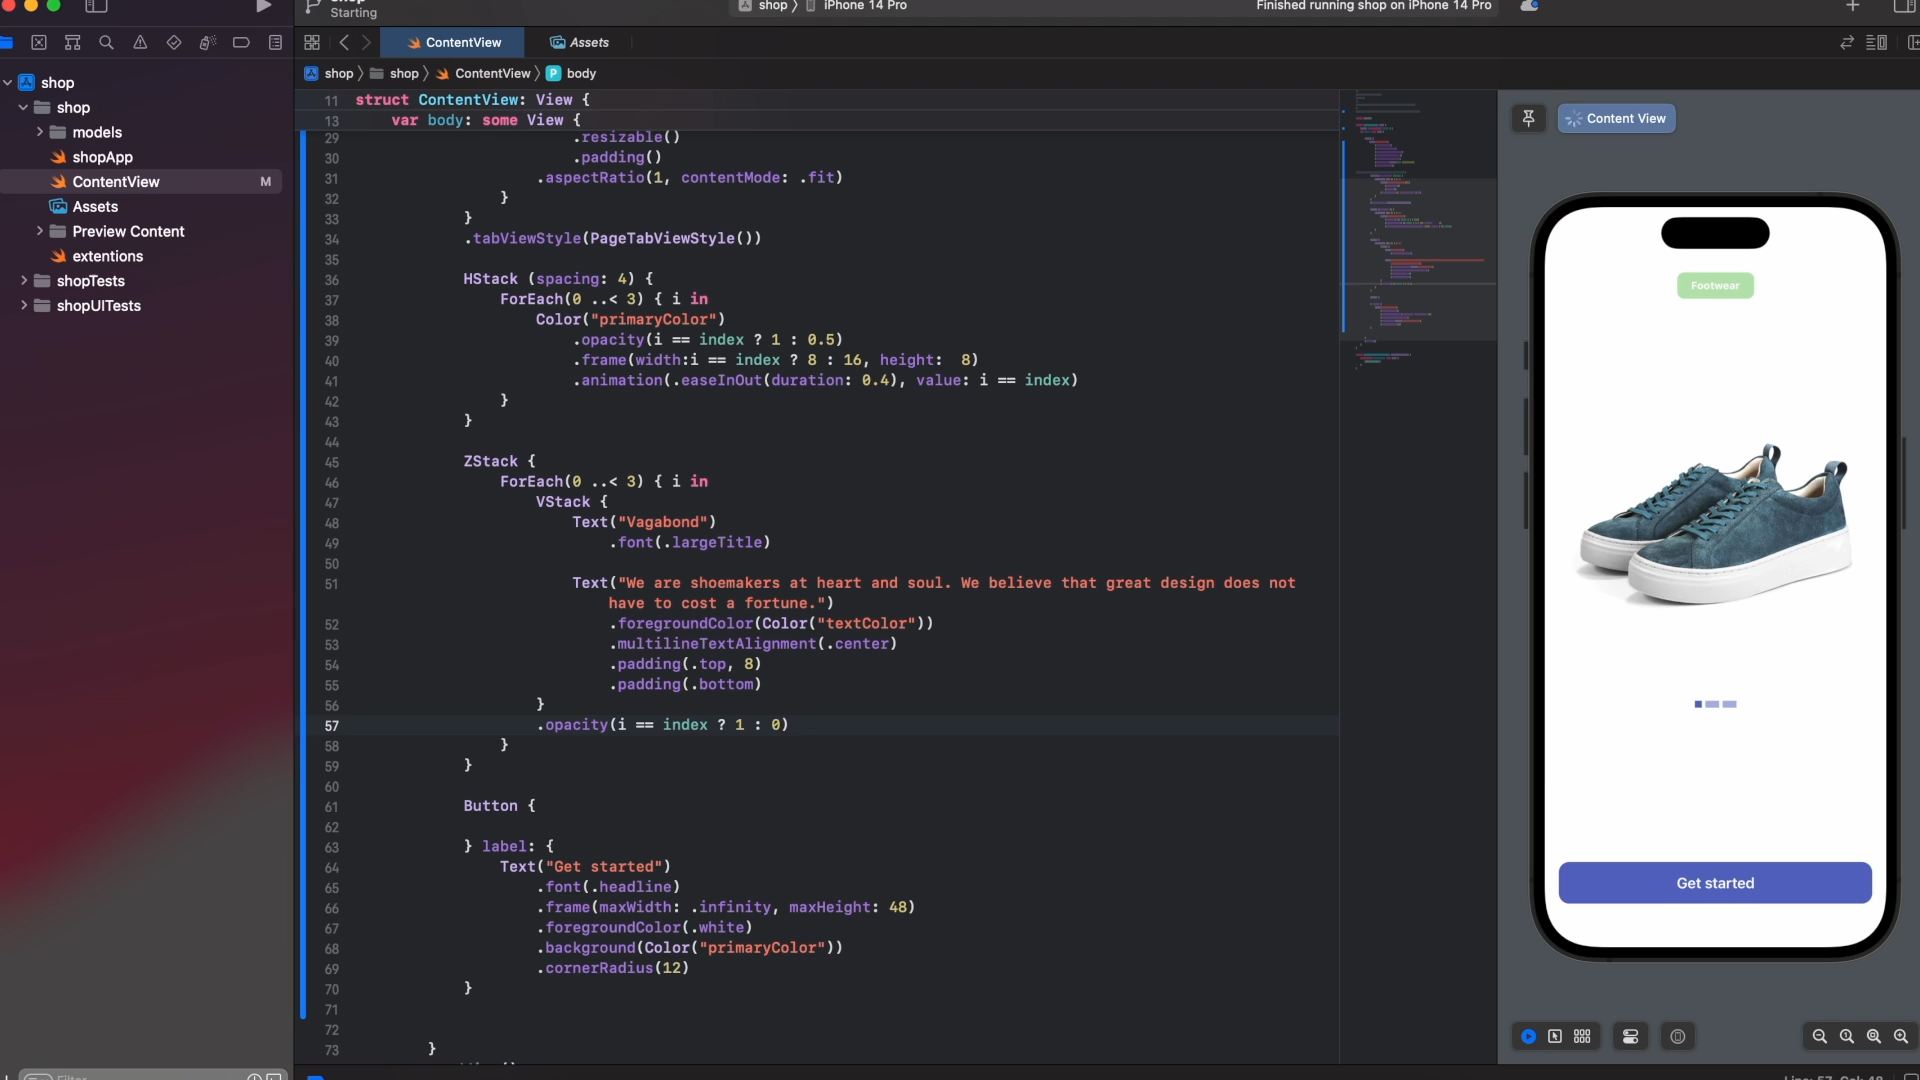 Starting
shop 〉 iPhone 14 Pro
Finished running shop on iPhone 14 Pro
ContentView
Assets
shop 〉 shop 〉 ContentView 〉 P body
shop
shop
models
shopApp
ContentView M
Assets
Preview Content
extentions
shopTests
shopUITests
11 struct ContentView: View {
13 var body: some View {
29 .resizable()
30 .padding()
31 .aspectRatio(1, contentMode: .fit)
32 }
33 }
34 .tabViewStyle(PageTabViewStyle())
35
36 HStack (spacing: 4) {
37 ForEach(0 ..< 3) { i in
38 Color("primaryColor")
39 .opacity(i == index ? 1 : 0.5)
40 .frame(width:i == index ? 8 : 16, height:  8)
41 .animation(.easeInOut(duration: 0.4), value: i == index)
42 }
43 }
44
45 ZStack {
46 ForEach(0 ..< 3) { i in
47 VStack {
48 Text("Vagabond")
49 .font(.largeTitle)
50
51 Text("We are shoemakers at heart and soul. We believe that great design does not
have to cost a fortune.")
52 .foregroundColor(Color("textColor"))
53 .multilineTextAlignment(.center)
54 .padding(.top, 8)
55 .padding(.bottom)
56 }
57 .opacity(i == index ? 1 : 0)
58 }
59 }
60
61 Button {
62
63 } label: {
64 Text("Get started")
65 .font(.headline)
66 .frame(maxWidth: .infinity, maxHeight: 48)
67 .foregroundColor(.white)
68 .background(Color("primaryColor"))
69 .cornerRadius(12)
70 }
71
72
73 }
Content View
Footwear
Get started